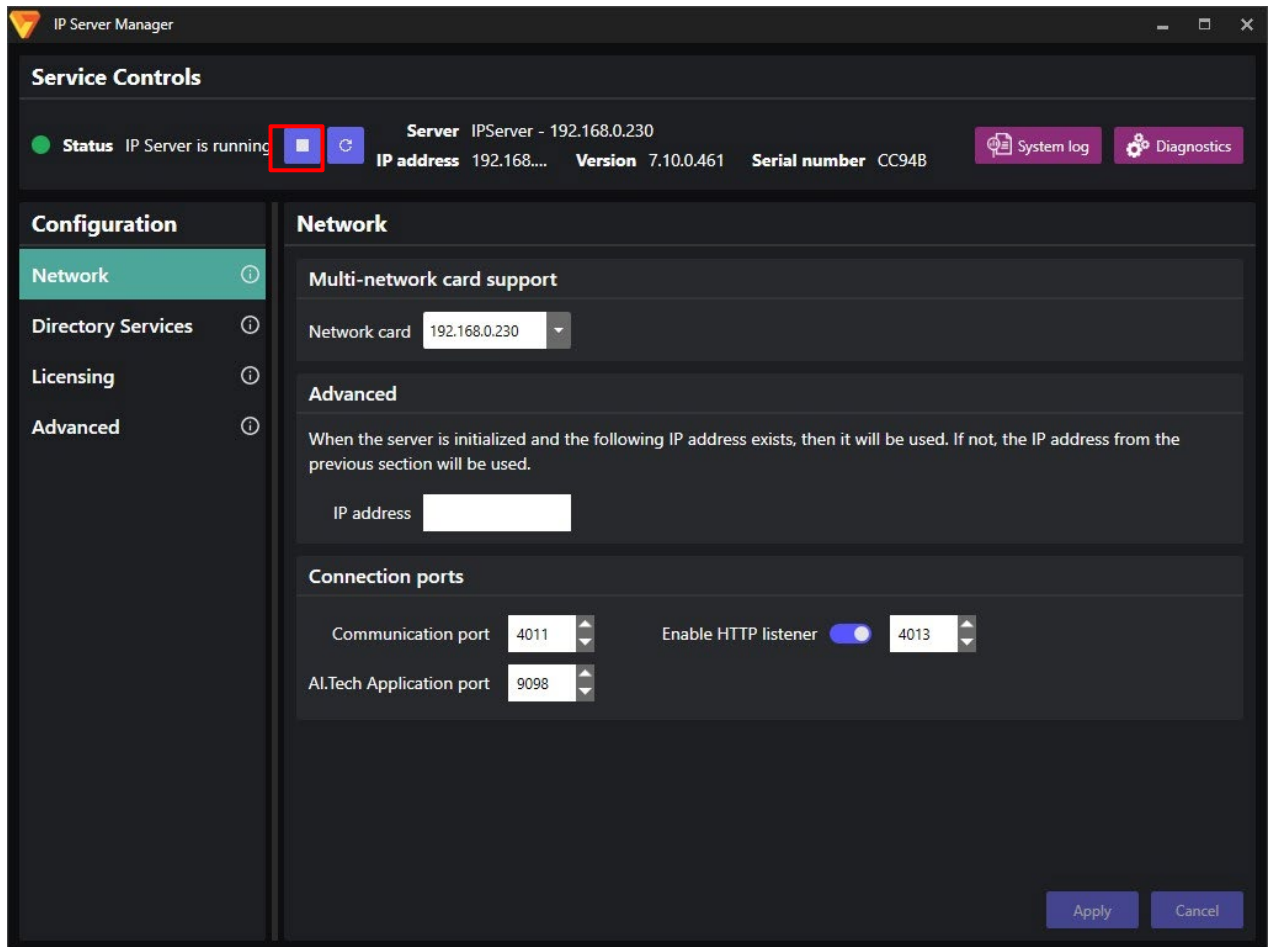 IP Server Manager
Service Controls
Status IP Server is running
Server IPServer - 192.168.0.230
IP address 192.168.... Version 7.10.0.461 Serial number CC94B
System log
Diagnostics
Configuration
Network
Directory Services
Licensing
Advanced
Network
Multi-network card support
Network card 192.168.0.230
Advanced
When the server is initialized and the following IP address exists, then it will be used. If not, the IP address from the
previous section will be used.
IP address
Connection ports
Communication port 4011 Enable HTTP listener 4013
AI.Tech Application port 9098
Apply Cancel